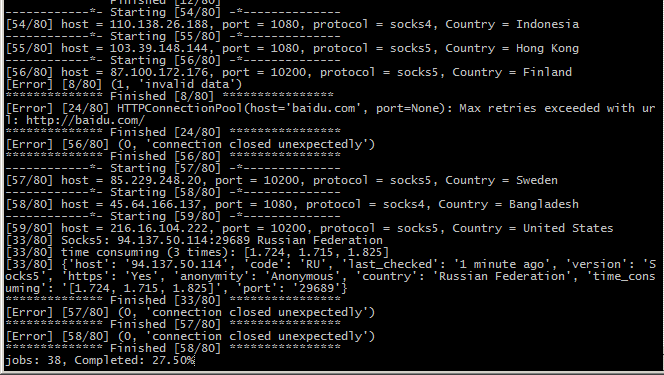 ************** Finished [12/80] ****************
------------*- Starting [54/80] -*--------------
[54/80] host = 110.138.26.188, port = 1080, protocol = socks4, Country = Indonesia
------------*- Starting [55/80] -*--------------
[55/80] host = 103.39.148.144, port = 1080, protocol = socks5, Country = Hong Kong
------------*- Starting [56/80] -*--------------
[56/80] host = 87.100.172.176, port = 10200, protocol = socks5, Country = Finland
[Error] [8/80] (1, 'invalid data')
************** Finished [8/80] ****************
[Error] [24/80] HTTPConnectionPool(host='baidu.com', port=None): Max retries exceeded with ur
l: http://baidu.com/
************** Finished [24/80] ****************
[Error] [56/80] (0, 'connection closed unexpectedly')
************** Finished [56/80] ****************
------------*- Starting [57/80] -*--------------
[57/80] host = 85.229.248.20, port = 10200, protocol = socks5, Country = Sweden
------------*- Starting [58/80] -*--------------
[58/80] host = 45.64.166.137, port = 1080, protocol = socks4, Country = Bangladesh
------------*- Starting [59/80] -*--------------
[59/80] host = 216.16.104.222, port = 10200, protocol = socks5, Country = United States
[33/80] Socks5: 94.137.50.114:29689 Russian Federation
[33/80] time consuming (3 times): [1.724, 1.715, 1.825]
[33/80] {'host': '94.137.50.114', 'code': 'RU', 'last_checked': '1 minute ago', 'version': 'S
ocks5', 'https': 'Yes', 'anonymity': 'Anonymous', 'country': 'Russian Federation', 'time_cons
uming': '[1.724, 1.715, 1.825]', 'port': '29689'}
************** Finished [33/80] ****************
[Error] [57/80] (0, 'connection closed unexpectedly')
************** Finished [57/80] ****************
[Error] [58/80] (0, 'connection closed unexpectedly')
************** Finished [58/80] ****************
jobs: 38, Completed: 27.50%